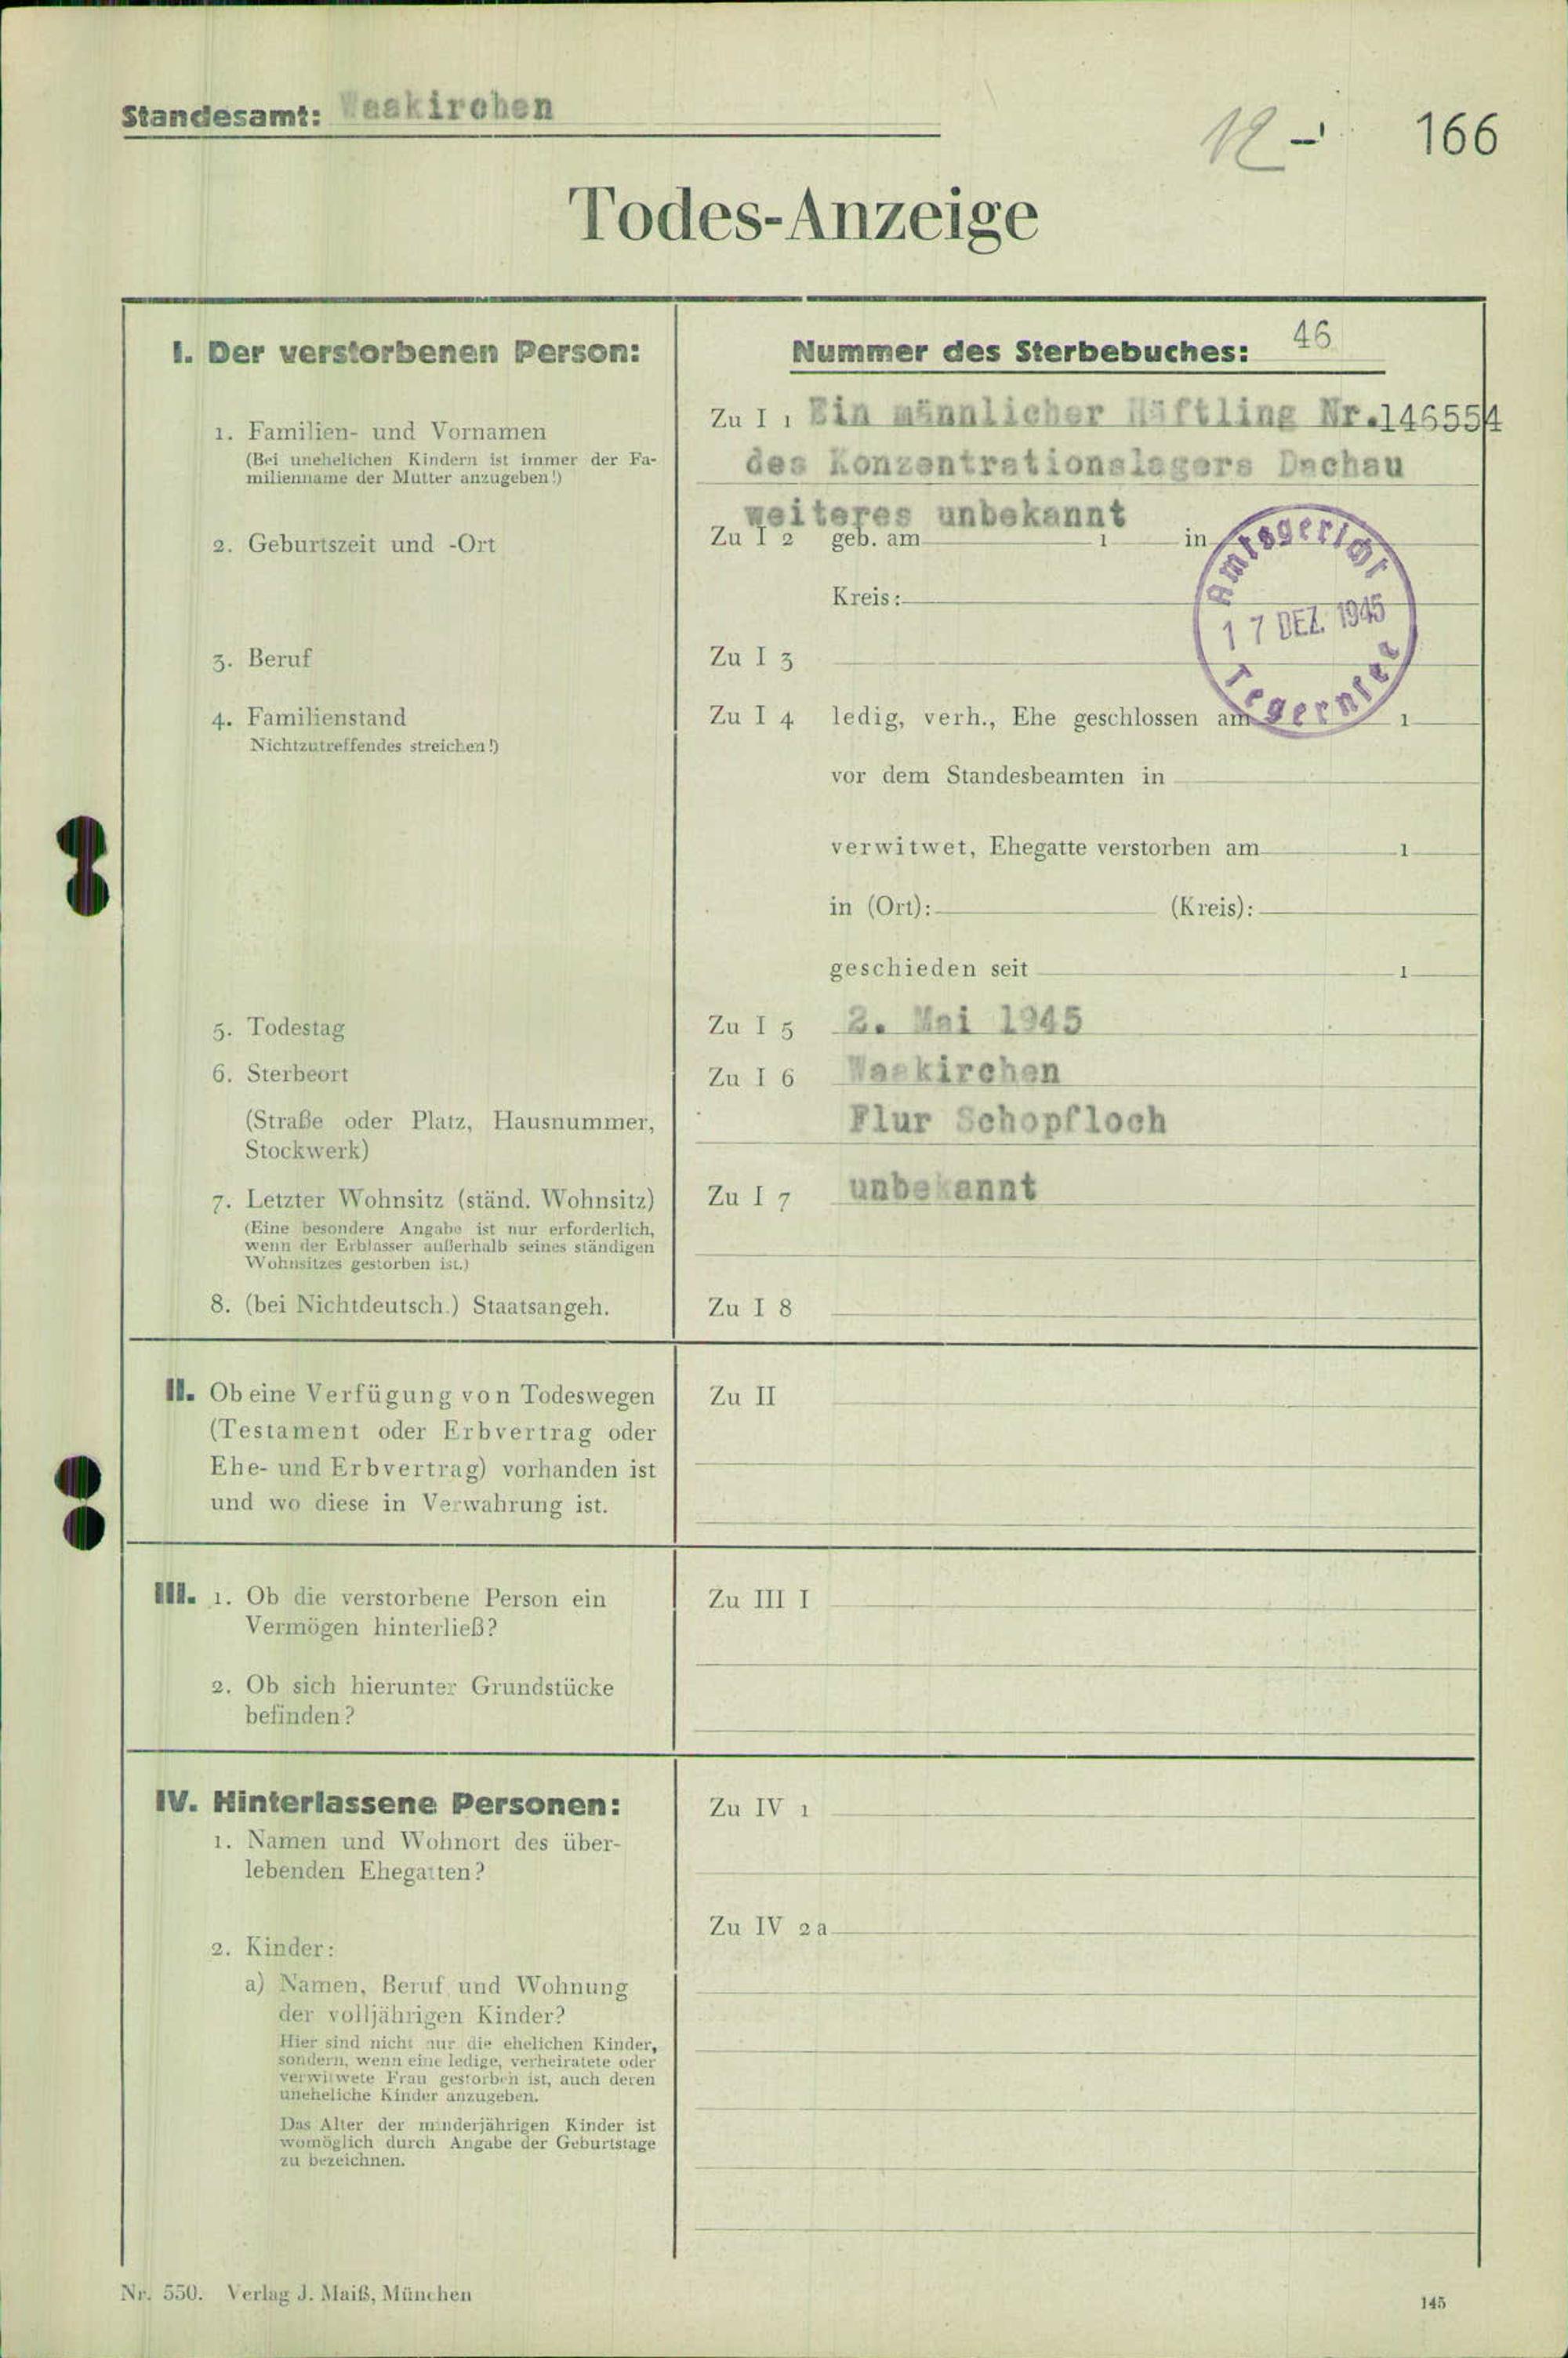 Standesamt: Waakirchen
166
Todes-Anzeige
I. Der verstorbenen Person:
Nummer des Sterbebuches: 46
1. Familien- und Vornamen
(Bei unehelichen Kindern ist immer der Fa-
milienname der Mutter anzugeben!)
Zu I 1 Ein männlicher Häftling Nr.146554
des Konzentrationslagers Dachau
weiteres unbekannt
2. Geburtszeit und -Ort
Zu I 2 geb. am 1 in
Kreis:
Amtsgericht
17 DEZ. 1945
Tegernsee
3. Beruf
Zu I 3
4. Familienstand
Nichtzutreffendes streichen!)
Zu I 4 ledig, verh., Ehe geschlossen am 1
vor dem Standesbeamten in
verwitwet, Ehegatte verstorben am 1
in (Ort): (Kreis):
geschieden seit 1
5. Todestag
Zu I 5 2. Mai 1945
6. Sterbeort
Zu I 6 Waakirchen
(Straße oder Platz, Hausnummer,
Stockwerk)
Flur Schopfloch
7. Letzter Wohnsitz (ständ. Wohnsitz)
(Eine besondere Angabe ist nur erforderlich,
wenn der Erblasser außerhalb seines ständigen
Wohnsitzes gestorben ist.)
Zu I 7 unbekannt
8. (bei Nichtdeutsch.) Staatsangeh.
Zu I 8
II. Ob eine Verfügung von Todeswegen
(Testament oder Erbvertrag oder
Ehe- und Erbvertrag) vorhanden ist
und wo diese in Verwahrung ist.
Zu II
III. 1. Ob die verstorbene Person ein
Vermögen hinterließ?
Zu III I
2. Ob sich hierunter Grundstücke
befinden?
IV. Hinterlassene Personen:
1. Namen und Wohnort des über-
lebenden Ehegatten?
Zu IV 1
2. Kinder:
Zu IV 2 a
a) Namen, Beruf und Wohnung
der volljährigen Kinder?
Hier sind nicht nur die ehelichen Kinder,
sondern, wenn eine ledige, verheiratete oder
verwitwete Frau gestorben ist, auch deren
uneheliche Kinder anzugeben.
Das Alter der minderjährigen Kinder ist
womöglich durch Angabe der Geburtstage
zu bezeichnen.
Nr. 550. Verlag J. Maiß, München
145